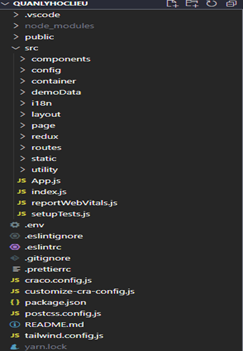 QUANLYHOCLIEU
.vscode
node_modules
public
src
components
config
container
demoData
i18n
layout
page
redux
routes
static
utility
JS App.js
JS index.js
JS reportWebVitals.js
JS setupTests.js
.env
.eslintignore
.eslintrc
.gitignore
.prettierrc
JS craco.config.js
JS customize-cra-config.js
{} package.json
JS postcss.config.js
README.md
JS tailwind.config.js
yarn.lock